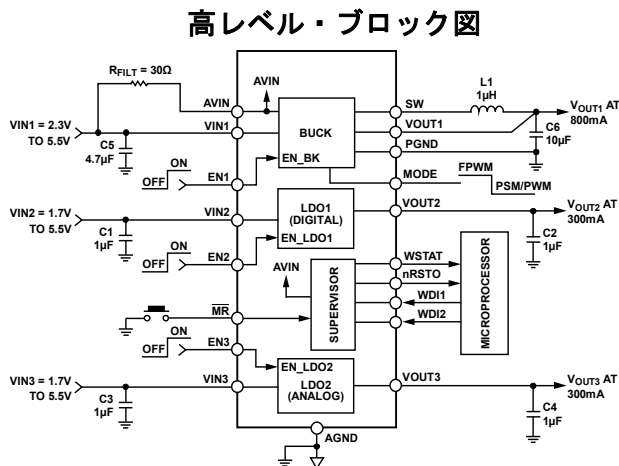 高レベル・ブロック図
RFILT = 30Ω
AVIN
AVIN
VIN1 = 2.3V
TO 5.5V
C5
4.7µF
VIN1
BUCK
EN_BK
SW
L1
1µH
VOUT1 AT
800mA
VOUT1
C6
10µF
PGND
ON
OFF
EN1
MODE
FPWM
PSM/PWM
VIN2 = 1.7V
TO 5.5V
C1
1µF
VIN2
LDO1
(DIGITAL)
EN_LDO1
VOUT2
VOUT2 AT
300mA
C2
1µF
ON
OFF
EN2
AVIN
SUPERVISOR
WSTAT
nRSTO
WDI1
WDI2
MICROPROCESSOR
MR
ON
OFF
EN3
EN_LDO2
LDO2
(ANALOG)
VIN3 = 1.7V
TO 5.5V
C3
1µF
VIN3
VOUT3
VOUT3 AT
300mA
C4
1µF
AGND